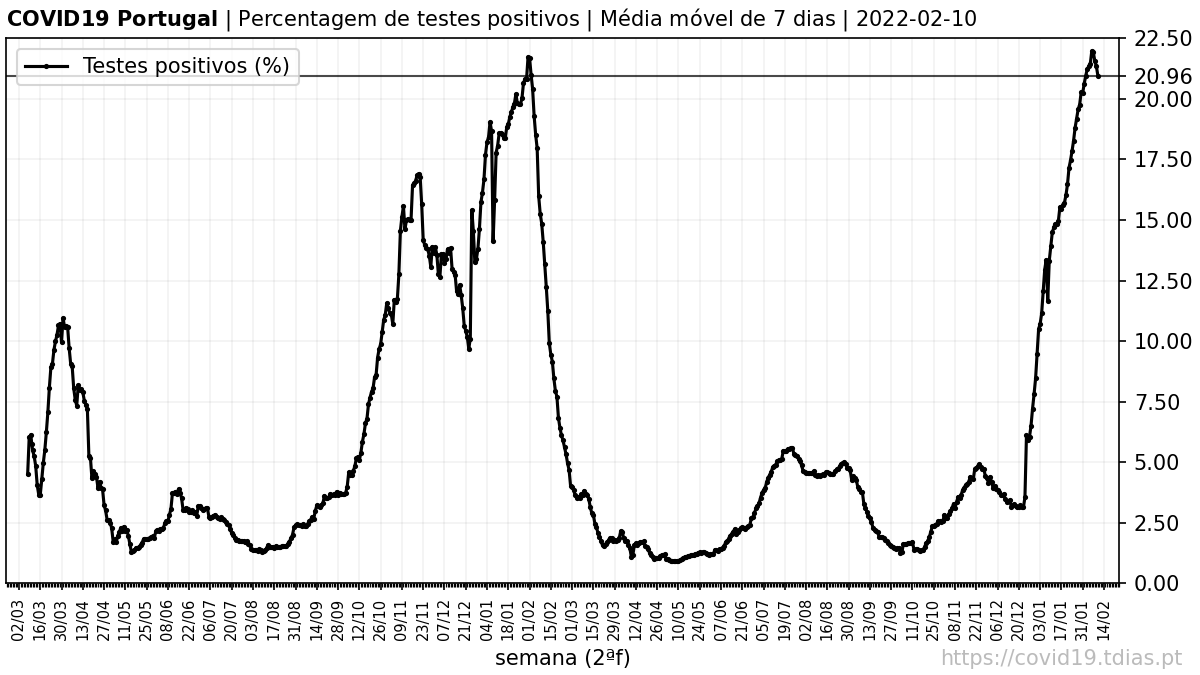 COVID19 Portugal | Percentagem de testes positivos | Média móvel de 7 dias | 2022-02-10
Testes positivos (%)
22.50
20.96
20.00
17.50
15.00
12.50
10.00
7.50
5.00
2.50
0.00
02/03 16/03 30/03 13/04 27/04 11/05 25/05 08/06 22/06 06/07 20/07 03/08 17/08 31/08 14/09 28/09 12/10 26/10 09/11 23/11 07/12 21/12 04/01 18/01 01/02 15/02 01/03 15/03 29/03 12/04 26/04 10/05 24/05 07/06 21/06 05/07 19/07 02/08 16/08 30/08 13/09 27/09 11/10 25/10 08/11 22/11 06/12 20/12 03/01 17/01 31/01 14/02
semana (2ªf)
https://covid19.tdias.pt